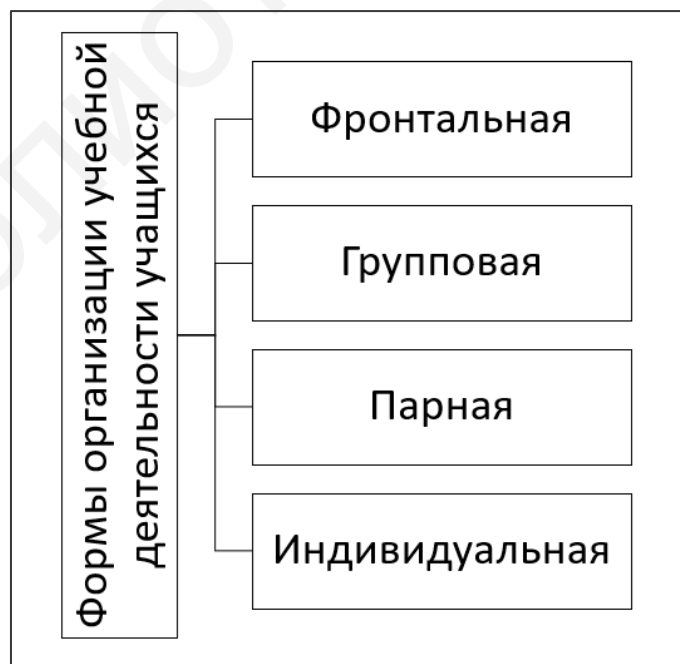 Формы организации учебной
деятельности учащихся
Фронтальная
Групповая
Парная
Индивидуальная